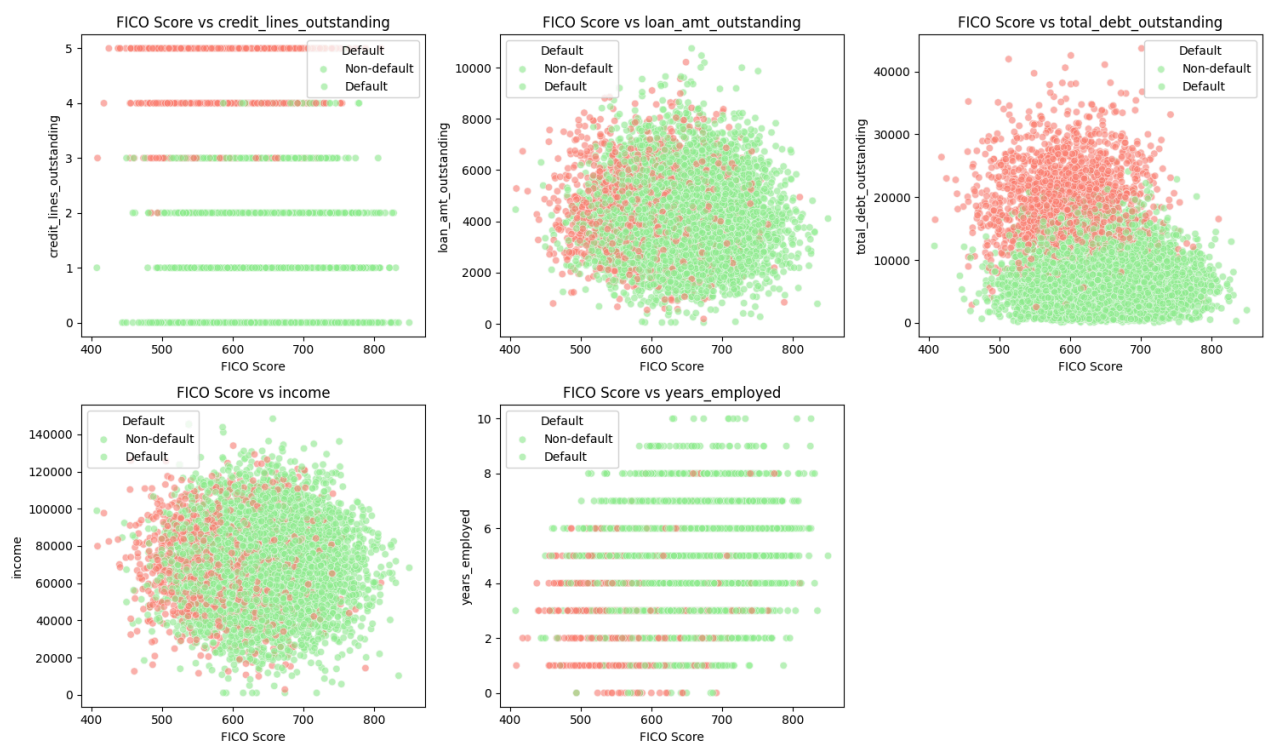 FICO Score vs credit_lines_outstanding
5
4
3
2
1
0
credit_lines_outstanding
Default
Non-default
Default
400 500 600 700 800
FICO Score
FICO Score vs loan_amt_outstanding
10000
8000
6000
4000
2000
0
loan_amt_outstanding
Default
Non-default
Default
400 500 600 700 800
FICO Score
FICO Score vs total_debt_outstanding
40000
30000
20000
10000
0
total_debt_outstanding
Default
Non-default
Default
400 500 600 700 800
FICO Score
FICO Score vs income
140000
120000
100000
80000
60000
40000
20000
0
income
Default
Non-default
Default
400 500 600 700 800
FICO Score
FICO Score vs years_employed
10
8
6
4
2
0
years_employed
Default
Non-default
Default
400 500 600 700 800
FICO Score